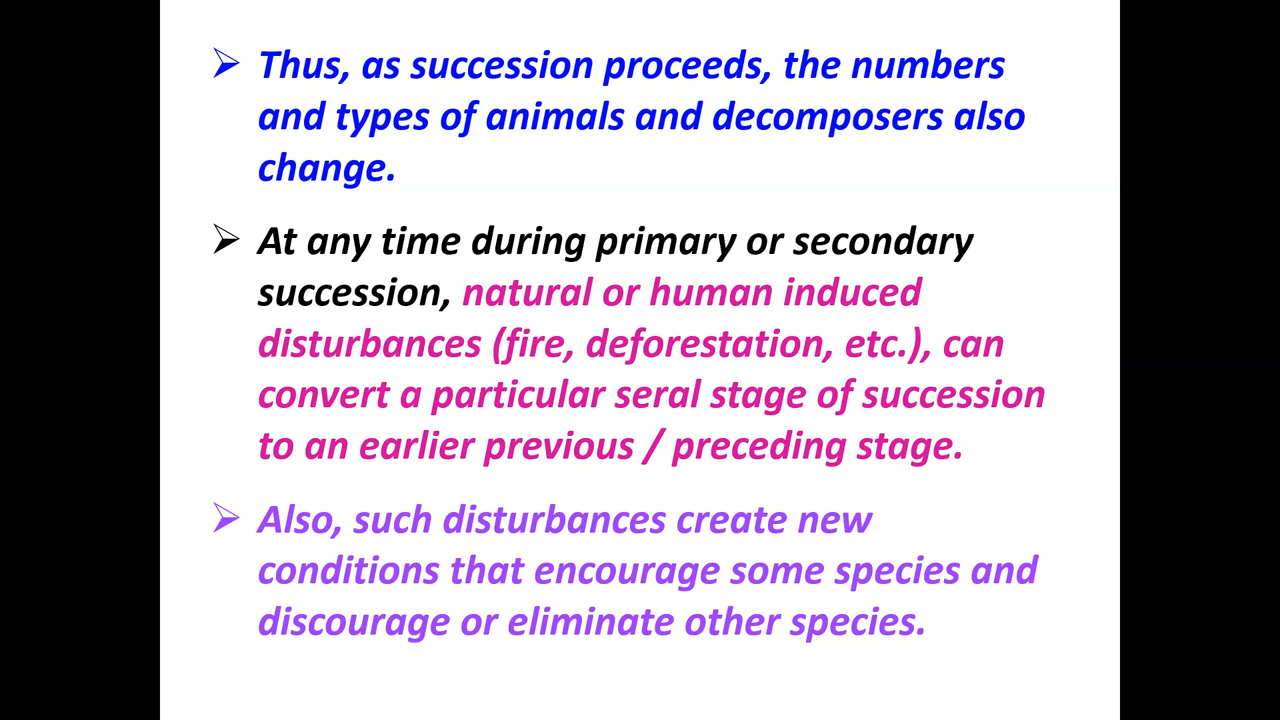 ➢ Thus, as succession proceeds, the numbers
and types of animals and decomposers also
change.
➢ At any time during primary or secondary
succession, natural or human induced
disturbances (fire, deforestation, etc.), can
convert a particular seral stage of succession
to an earlier previous / preceding stage.
➢ Also, such disturbances create new
conditions that encourage some species and
discourage or eliminate other species.